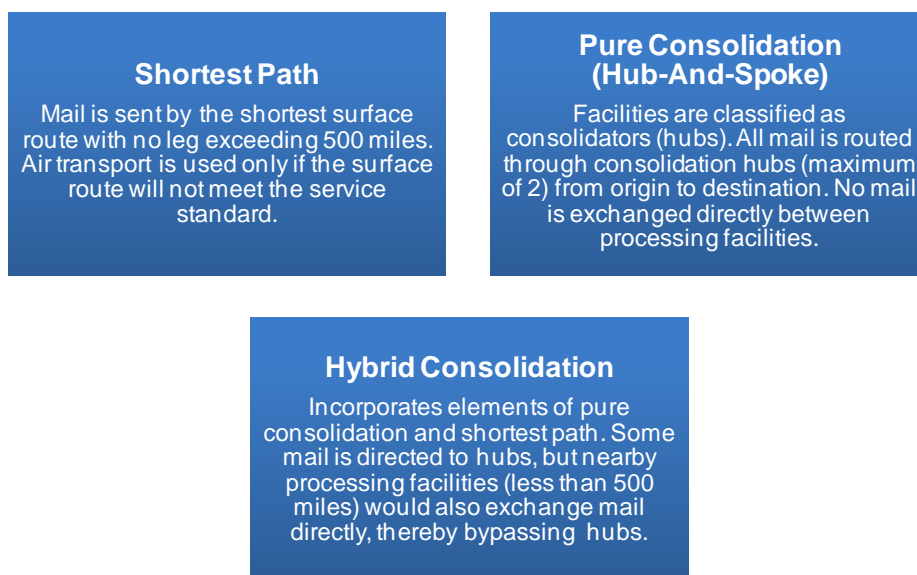 Shortest Path
Mail is sent by the shortest surface
route with no leg exceeding 500 miles.
Air transport is used only if the surface
route will not meet the service
standard.
Pure Consolidation
(Hub-And-Spoke)
Facilities are classified as
consolidators (hubs). All mail is routed
through consolidation hubs (maximum
of 2) from origin to destination. No mail
is exchanged directly between
processing facilities.
Hybrid Consolidation
Incorporates elements of pure
consolidation and shortest path. Some
mail is directed to hubs, but nearby
processing facilities (less than 500
miles) would also exchange mail
directly, thereby bypassing hubs.